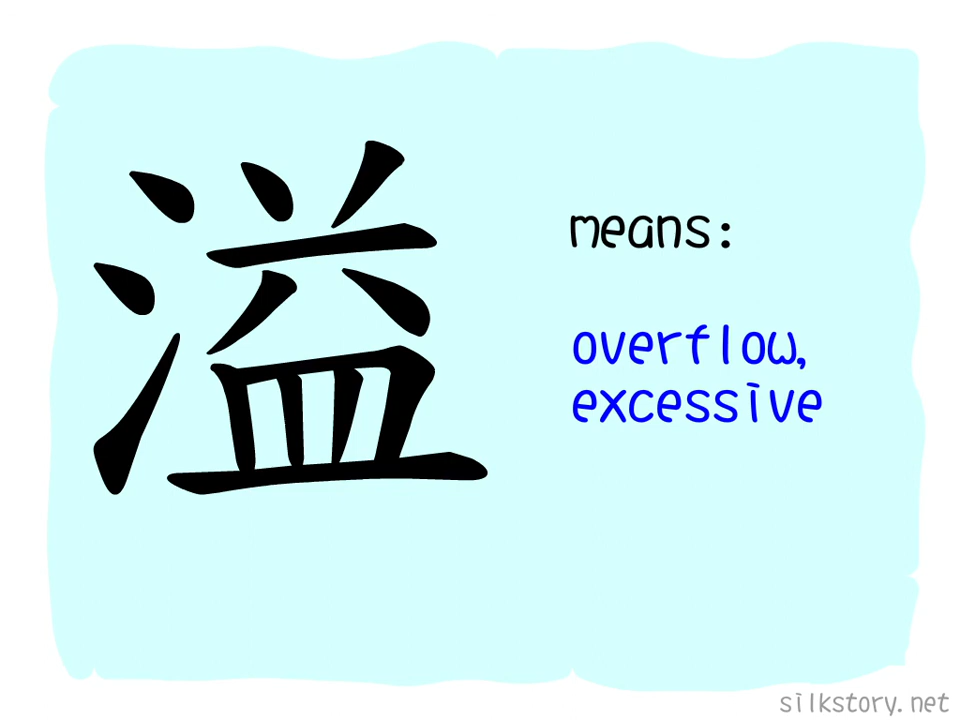 溢
means:
overflow,
excessive
silkstory.net